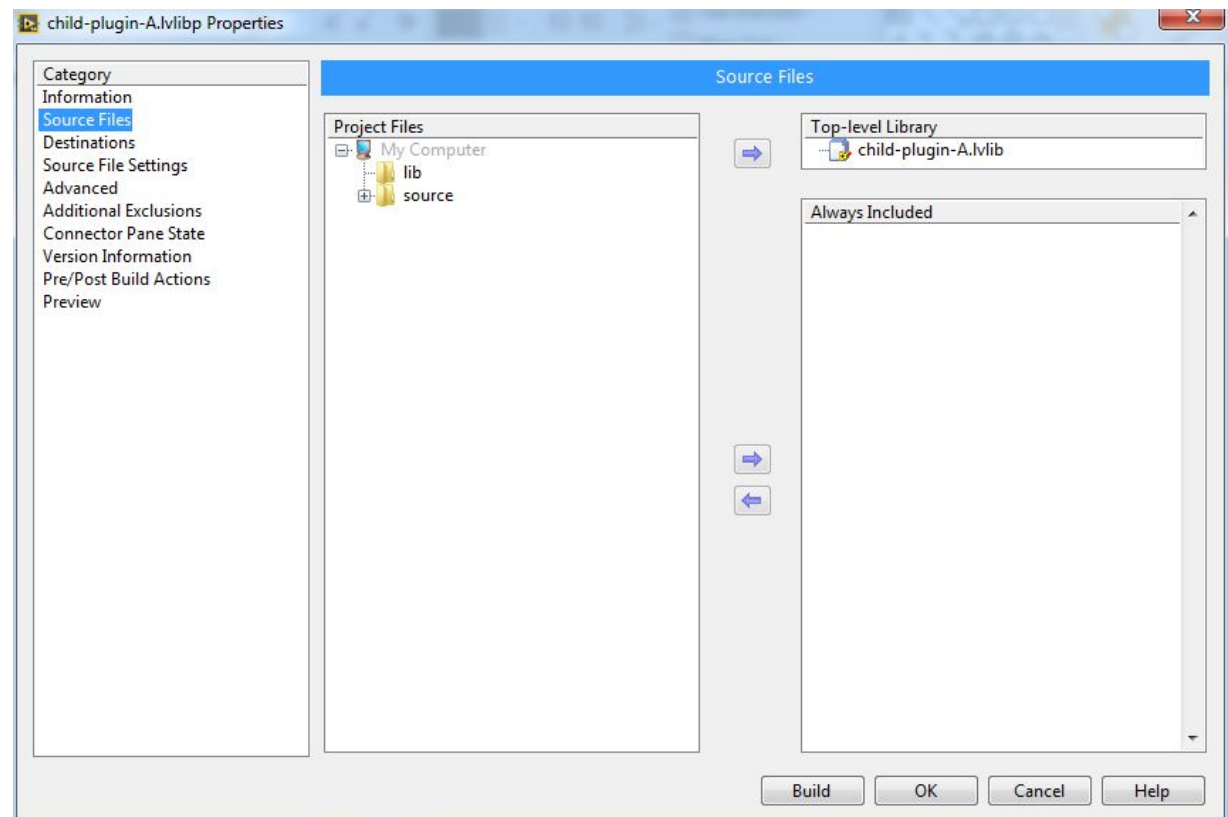 child-plugin-A.lvlibp Properties
Category
Information
Source Files
Destinations
Source File Settings
Advanced
Additional Exclusions
Connector Pane State
Version Information
Pre/Post Build Actions
Preview
Source Files
Project Files
My Computer
lib
source
Top-level Library
child-plugin-A.lvlib
Always Included
Build
OK
Cancel
Help